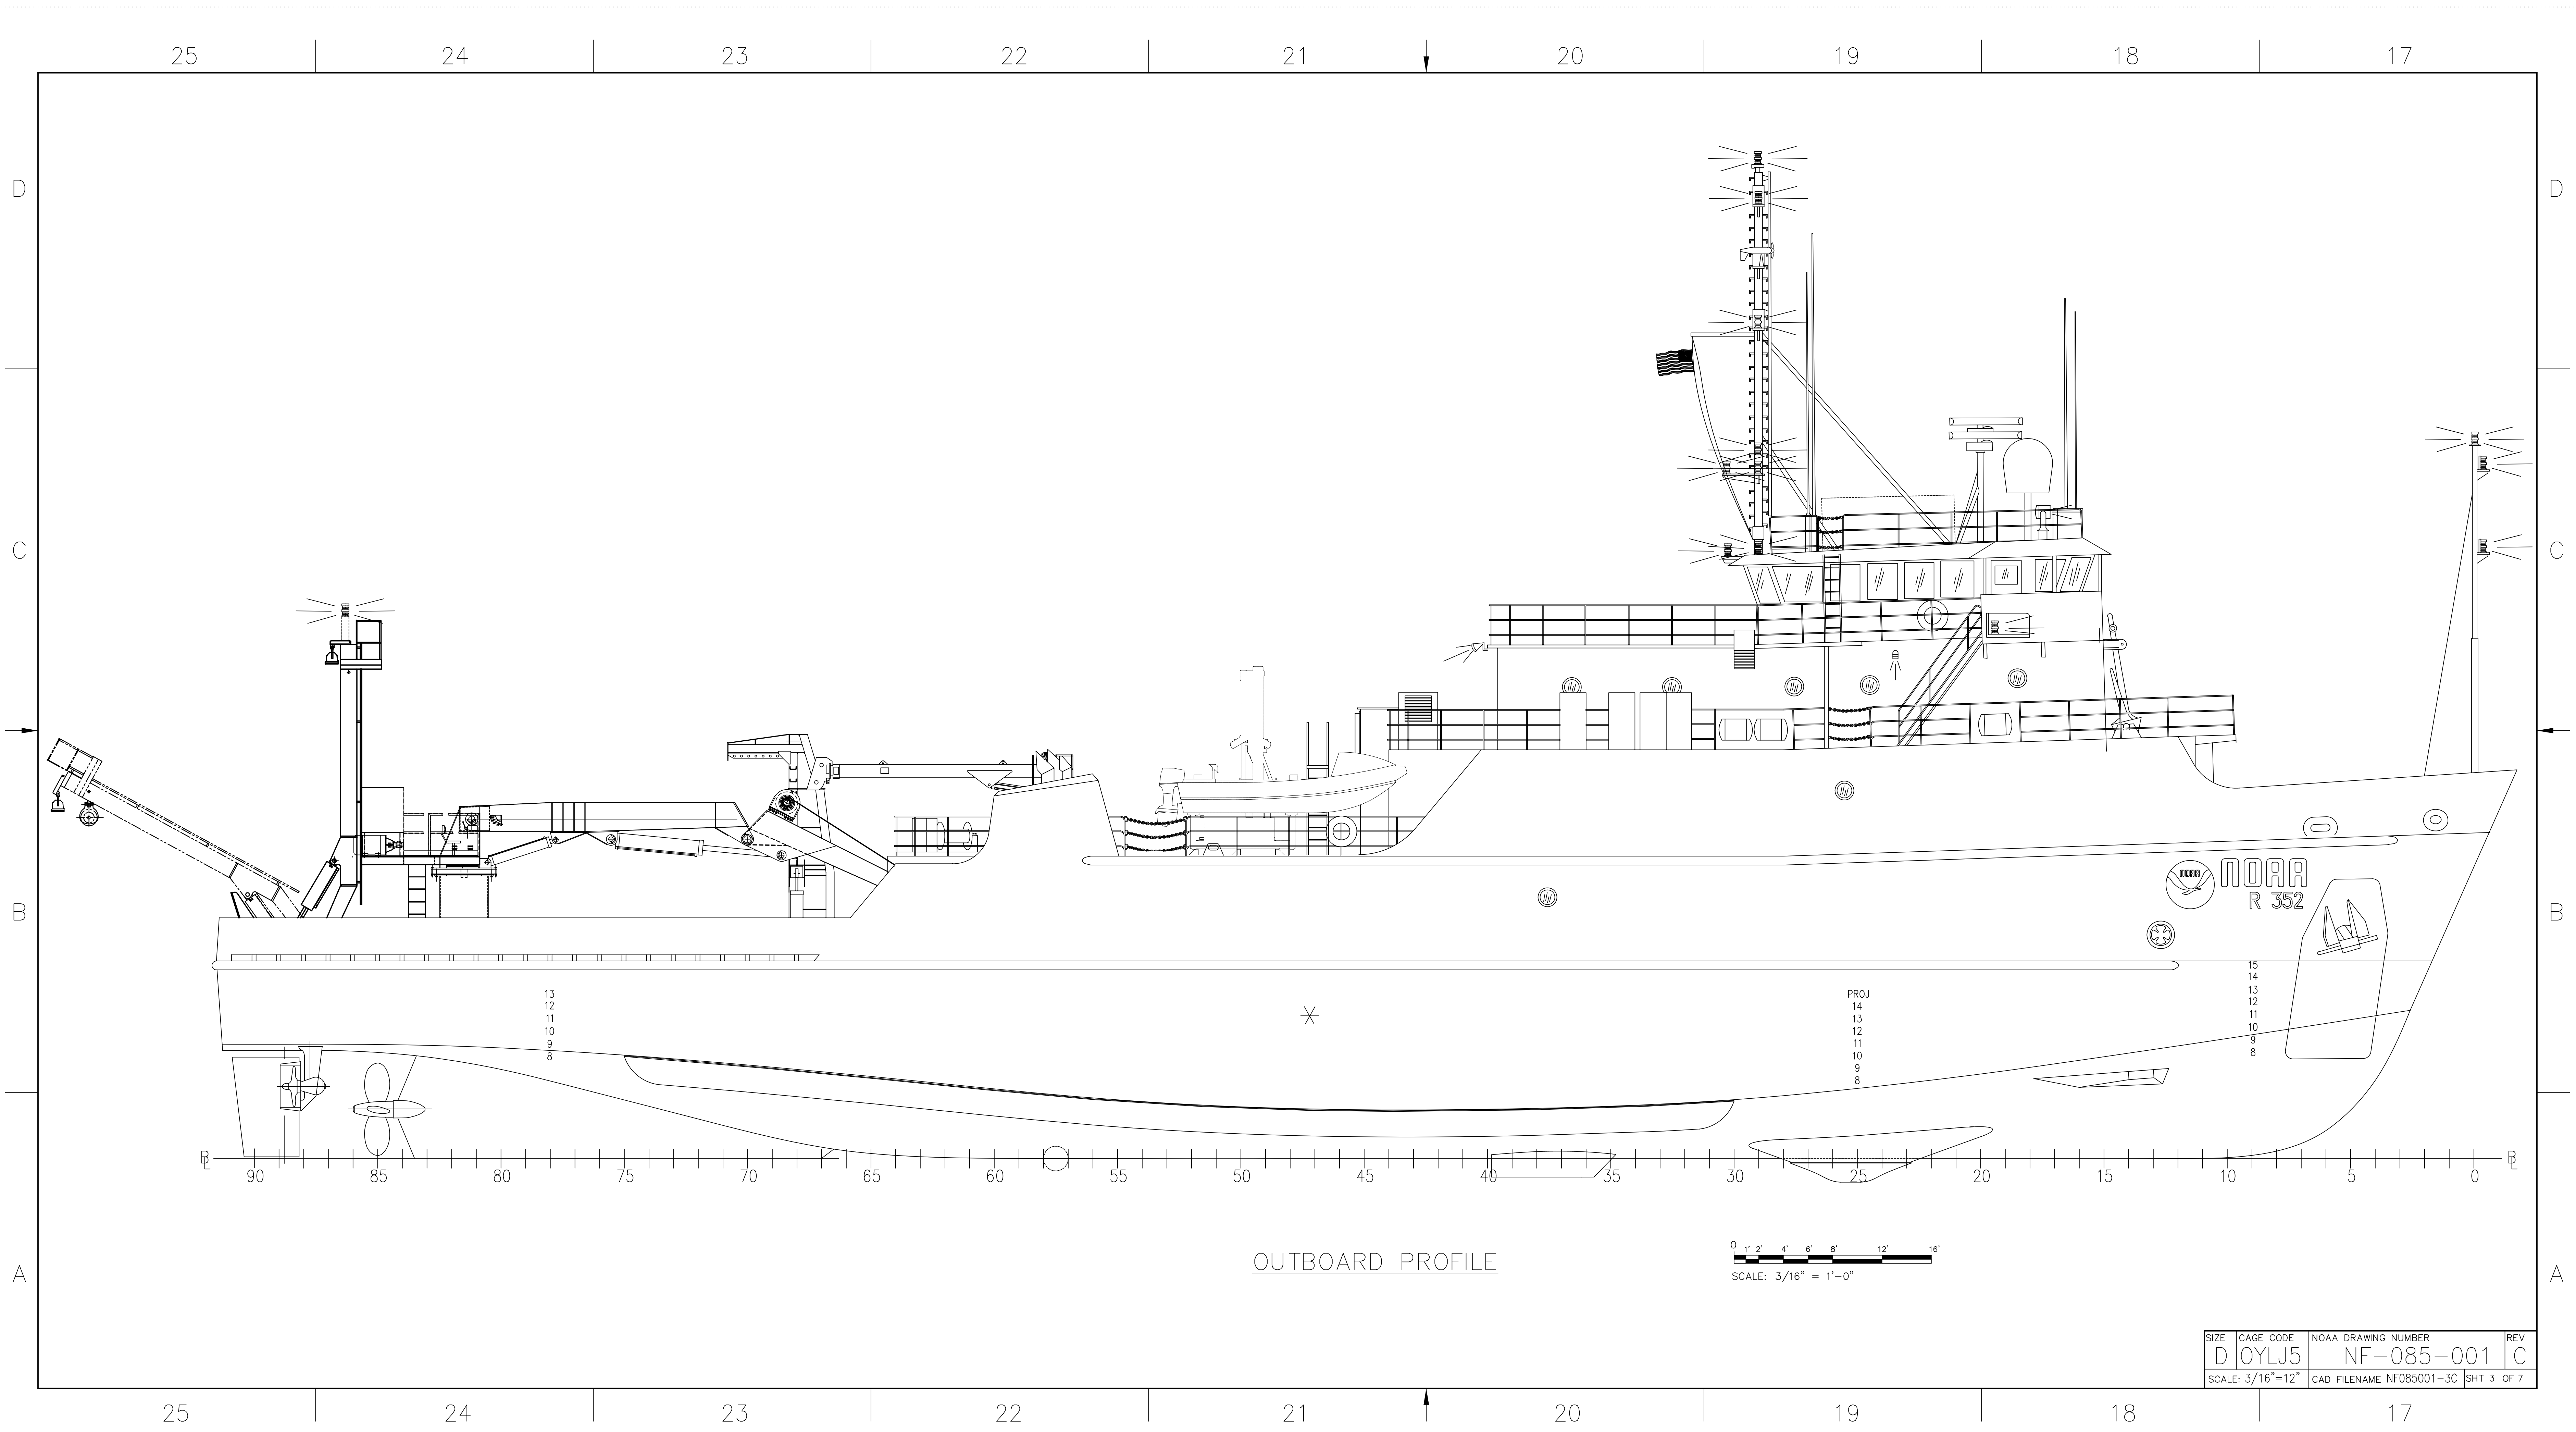 25 24 23 22 21 20 19 18 17
D D
C C
NOAA
NOAA
R 352
B B
13
12
11
10
9
8
PROJ
14
13
12
11
10
9
8
15
14
13
12
11
10
9
8
BL 90 85 80 75 70 65 60 55 50 45 40 35 30 25 20 15 10 5 0 BL
OUTBOARD PROFILE
0 1' 2' 4' 6' 8' 12' 16'
SCALE: 3/16" = 1'-0"
A A
SIZE CAGE CODE NOAA DRAWING NUMBER REV
D 0YLJ5 NF-085-001 C
SCALE: 3/16"=12" CAD FILENAME NF085001-3C SHT 3 OF 7
25 24 23 22 21 20 19 18 17